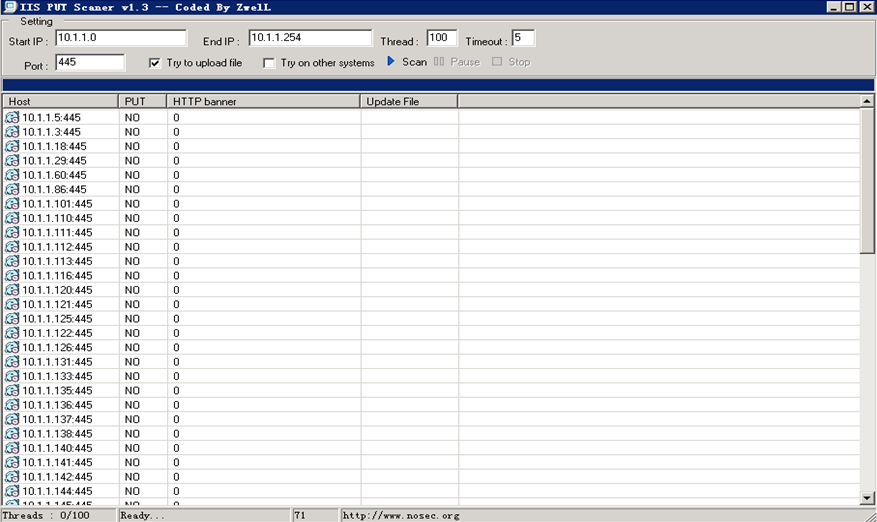 IIS PUT Scaner v1.3 -- Coded By ZwelL
Setting
Start IP : 10.1.1.0 End IP : 10.1.1.254 Thread : 100 Timeout : 5
Port : 445 Try to upload file Try on other systems Scan Pause Stop
Host PUT HTTP banner Update File
10.1.1.5:445 NO 0
10.1.1.3:445 NO 0
10.1.1.18:445 NO 0
10.1.1.29:445 NO 0
10.1.1.60:445 NO 0
10.1.1.86:445 NO 0
10.1.1.101:445 NO 0
10.1.1.110:445 NO 0
10.1.1.111:445 NO 0
10.1.1.112:445 NO 0
10.1.1.113:445 NO 0
10.1.1.116:445 NO 0
10.1.1.120:445 NO 0
10.1.1.121:445 NO 0
10.1.1.125:445 NO 0
10.1.1.122:445 NO 0
10.1.1.126:445 NO 0
10.1.1.131:445 NO 0
10.1.1.133:445 NO 0
10.1.1.135:445 NO 0
10.1.1.136:445 NO 0
10.1.1.137:445 NO 0
10.1.1.138:445 NO 0
10.1.1.140:445 NO 0
10.1.1.141:445 NO 0
10.1.1.142:445 NO 0
10.1.1.144:445 NO 0
Threads : 0/100 Ready... 71 http://www.nosec.org